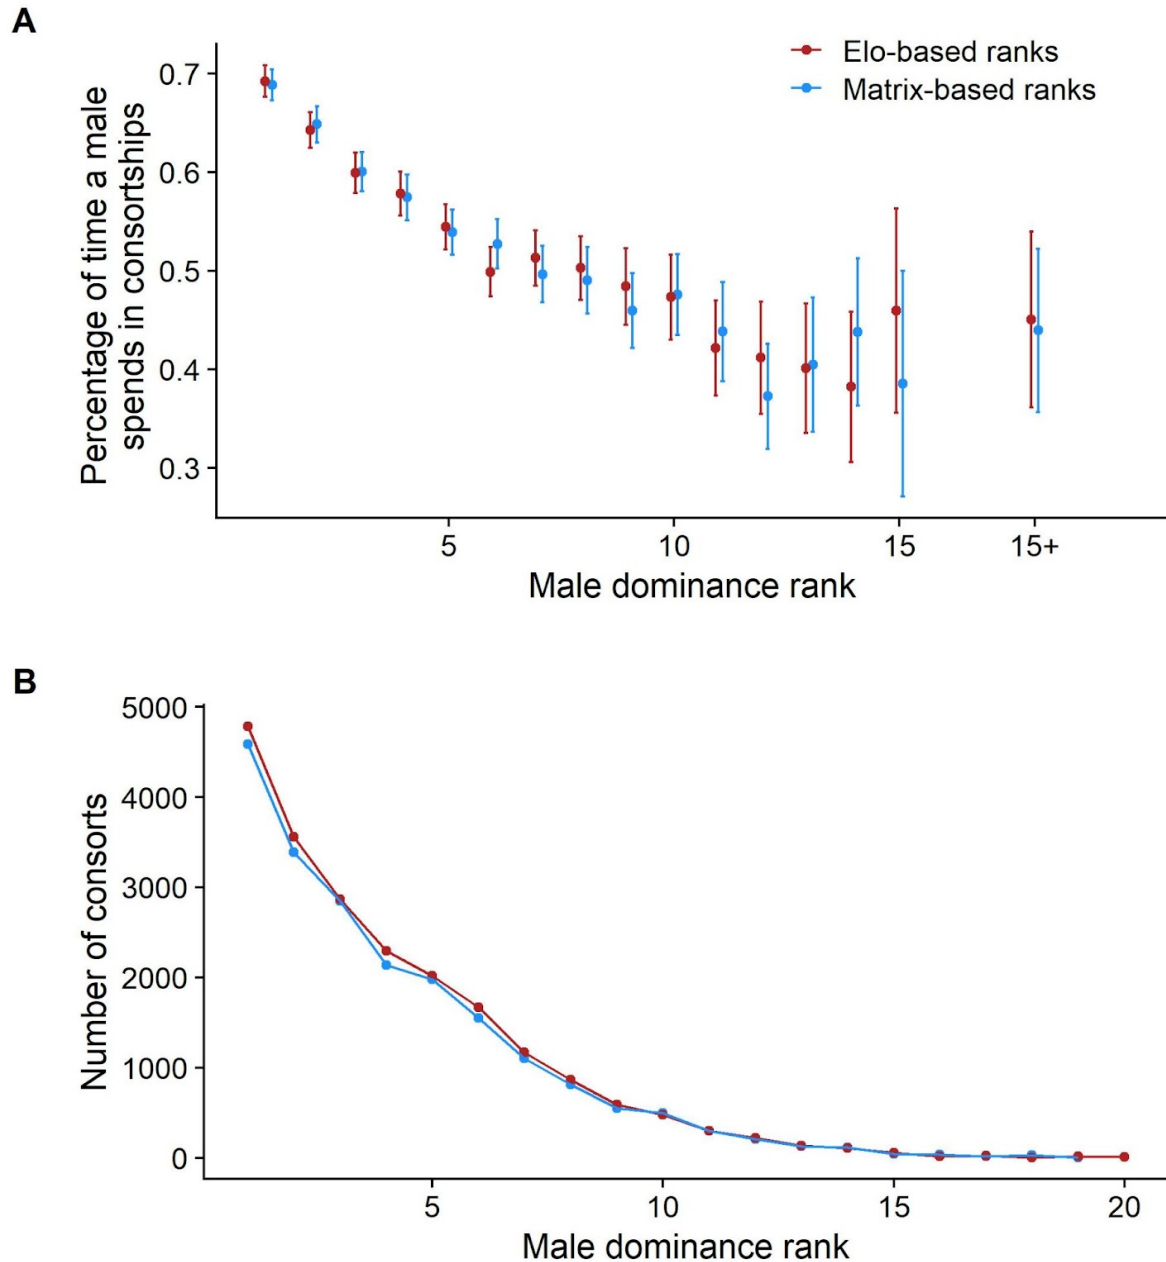 A
Elo-based ranks
Matrix-based ranks
Percentage of time a male
spends in consortships
0.7
0.6
0.5
0.4
0.3
5 10 15 15+
Male dominance rank
B
Number of consorts
5000
4000
3000
2000
1000
0
5 10 15 20
Male dominance rank